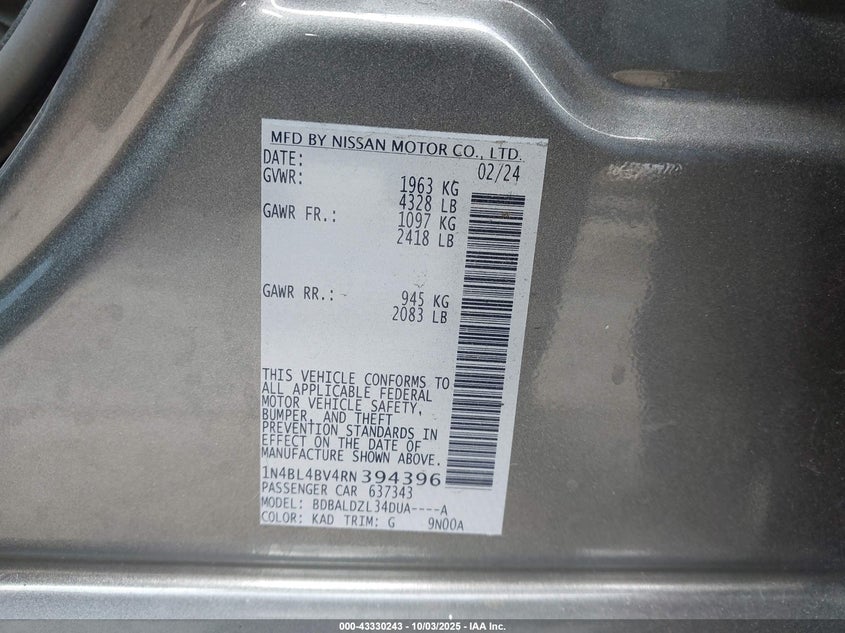 MFD BY NISSAN MOTOR CO., LTD.
DATE: 02/24
GVWR: 1963 KG
4328 LB
GAWR FR.: 1097 KG
2418 LB
GAWR RR.: 945 KG
2083 LB
THIS VEHICLE CONFORMS TO
ALL APPLICABLE FEDERAL
MOTOR VEHICLE SAFETY,
BUMPER, AND THEFT
PREVENTION STANDARDS IN
EFFECT ON THE DATE OF
MANUFACTURE SHOWN ABOVE.
1N4BL4BV4RN394396
PASSENGER CAR 637343
MODEL: BDBALDZL34DUA----A
COLOR: KAD TRIM: G 9N00A
000-43330243 - 10/03/2025 - IAA Inc.